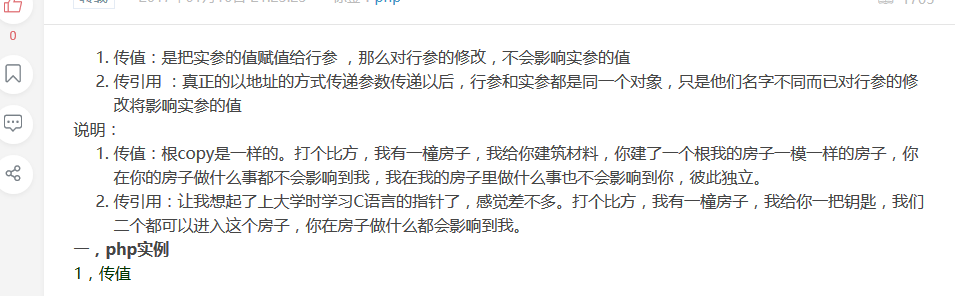 0
1. 传值：是把实参的值赋值给行参 ，那么对行参的修改，不会影响实参的值
2. 传引用 ：真正的以地址的方式传递参数传递以后，行参和实参都是同一个对象，只是他们名字不同而已对行参的修
改将影响实参的值
说明：
1. 传值：根copy是一样的。打个比方，我有一橦房子，我给你建筑材料，你建了一个根我的房子一模一样的房子，你
在你的房子做什么事都不会影响到我，我在我的房子里做什么事也不会影响到你，彼此独立。
2. 传引用：让我想起了上大学时学习C语言的指针了，感觉差不多。打个比方，我有一橦房子，我给你一把钥匙，我们
二个都可以进入这个房子，你在房子做什么都会影响到我。
一，php实例
1，传值